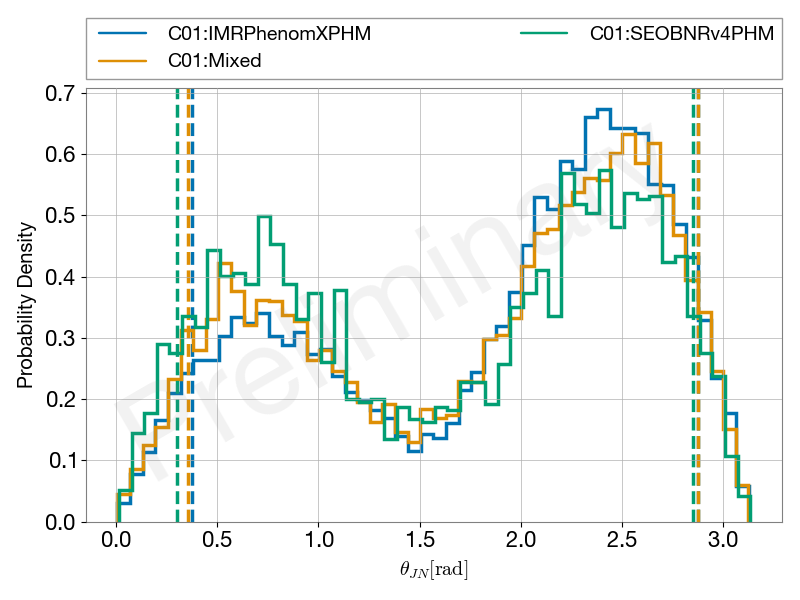 C01:IMRPhenomXPHM
C01:Mixed
C01:SEOBNRv4PHM
Preliminary
Probability Density
0.7
0.6
0.5
0.4
0.3
0.2
0.1
0.0
0.0 0.5 1.0 1.5 2.0 2.5 3.0
θ_JN[rad]